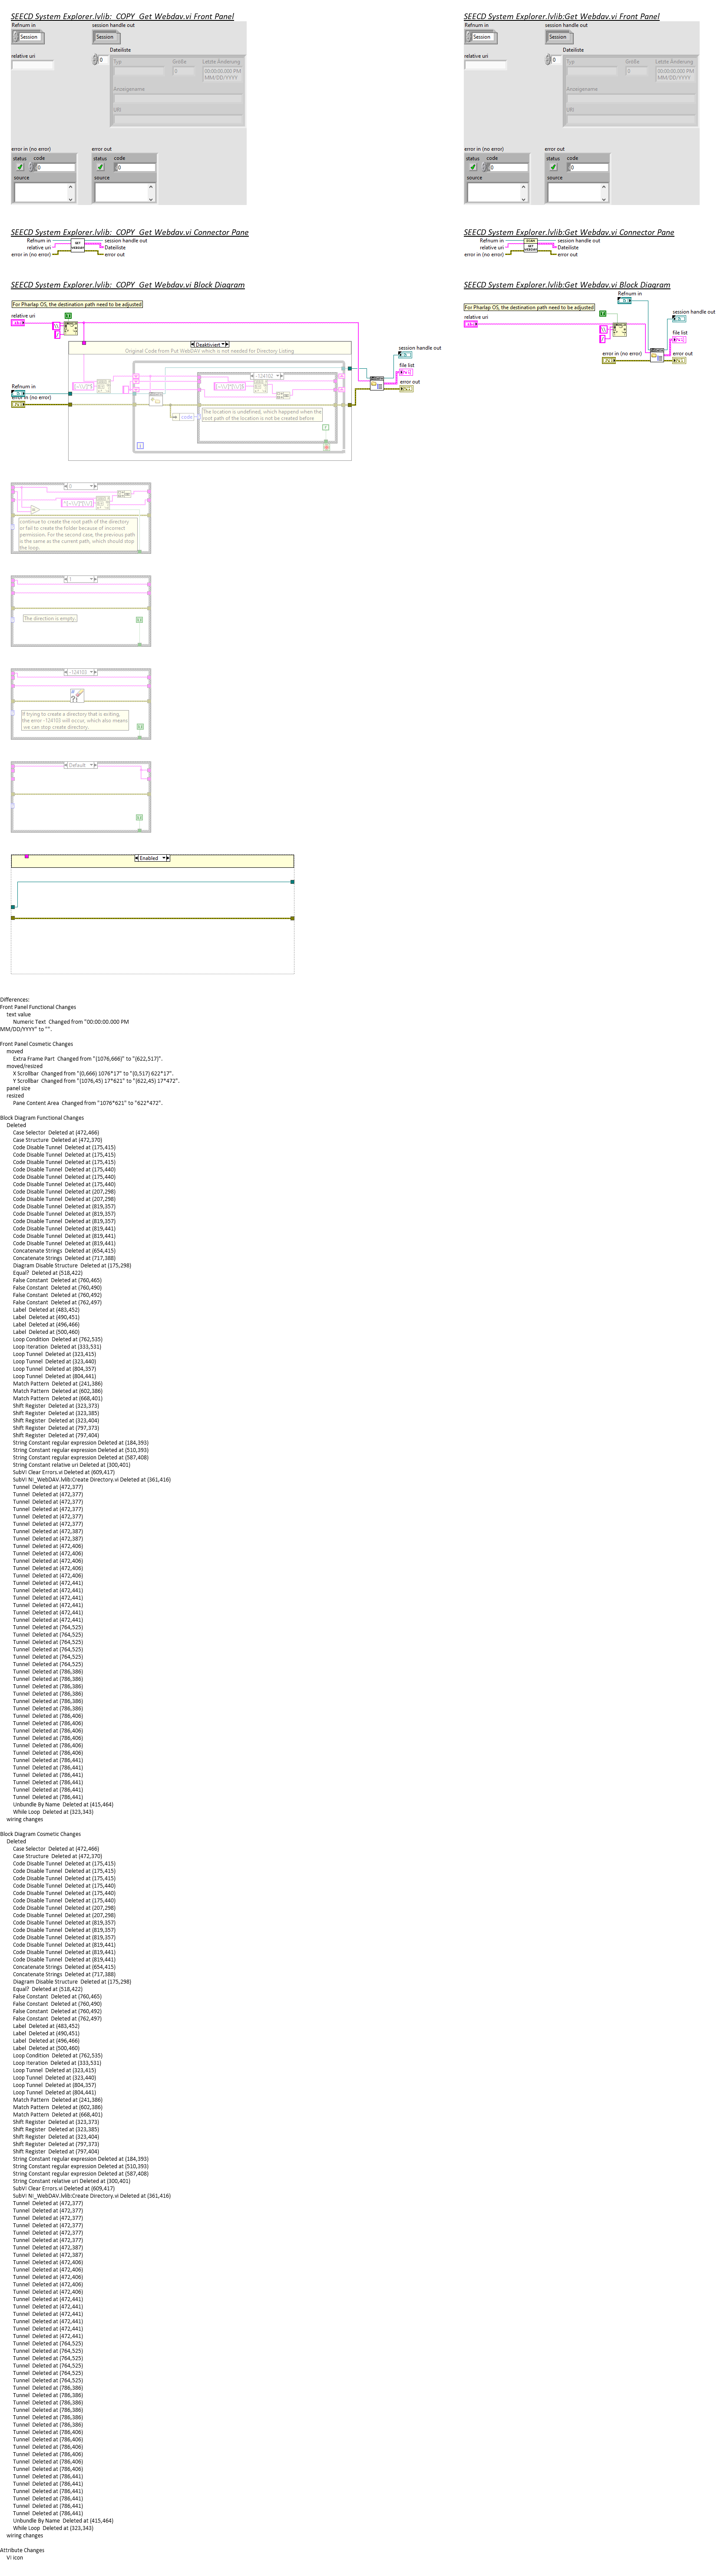 SEECD System Explorer.lvlib:_COPY_Get Webdav.vi Front Panel
Refnum in
session handle out
Session
Session
Dateiliste
relative uri
0
Typ
Größe
Letzte Änderung
0
00:00:00.000 PM
MM/DD/YYYY
Anzeigename
URI
error in (no error)
error out
status
code
status
code
0
0
source
source
SEECD System Explorer.lvlib:Get Webdav.vi Front Panel
Refnum in
session handle out
Session
Session
Dateiliste
relative uri
0
Typ
Größe
Letzte Änderung
0
00:00:00.000 PM
MM/DD/YYYY
Anzeigename
URI
error in (no error)
error out
status
code
status
code
0
0
source
source
SEECD System Explorer.lvlib:_COPY_Get Webdav.vi Connector Pane
Refnum in
session handle out
relative uri
Dateiliste
error in (no error)
error out
SEECD System Explorer.lvlib:Get Webdav.vi Connector Pane
Refnum in
session handle out
relative uri
Dateiliste
error in (no error)
error out
SEECD System Explorer.lvlib:_COPY_Get Webdav.vi Block Diagram
For Pharlap OS, the destination path need to be adjusted
relative uri
Deaktiviert
Original Code from Put WebDAV which is not needed for Directory Listing
session handle out
file list
error out
Refnum in
error in (no error)
-124102
code
The location is undefined, which happend when the
root path of the location is not be created before
SEECD System Explorer.lvlib:Get Webdav.vi Block Diagram
Refnum in
For Pharlap OS, the destination path need to be adjusted
relative uri
session handle out
file list
error in (no error)
error out
0
continue to create the root path of the directory
or fail to create the folder because of incorrect
permission. For the second case, the previous path
is the same as the current path, which should stop
the loop.
1
The direction is empty.
-124103
If trying to create a directory that is exiting,
the error -124103 will occur, which also means
we can stop create directory.
Default
Enabled
Differences:
Front Panel Functional Changes
text value
Numeric Text  Changed from "00:00:00.000 PM
MM/DD/YYYY" to "".
Front Panel Cosmetic Changes
moved
Extra Frame Part  Changed from "(1076,666)" to "(622,517)".
moved/resized
X Scrollbar  Changed from "(0,666) 1076*17" to "(0,517) 622*17".
Y Scrollbar  Changed from "(1076,45) 17*621" to "(622,45) 17*472".
panel size
resized
Pane Content Area  Changed from "1076*621" to "622*472".
Block Diagram Functional Changes
Deleted
Case Selector  Deleted at (472,466)
Case Structure  Deleted at (472,370)
Code Disable Tunnel  Deleted at (175,415)
Code Disable Tunnel  Deleted at (175,415)
Code Disable Tunnel  Deleted at (175,415)
Code Disable Tunnel  Deleted at (175,440)
Code Disable Tunnel  Deleted at (175,440)
Code Disable Tunnel  Deleted at (175,440)
Code Disable Tunnel  Deleted at (207,298)
Code Disable Tunnel  Deleted at (207,298)
Code Disable Tunnel  Deleted at (819,357)
Code Disable Tunnel  Deleted at (819,357)
Code Disable Tunnel  Deleted at (819,357)
Code Disable Tunnel  Deleted at (819,441)
Code Disable Tunnel  Deleted at (819,441)
Code Disable Tunnel  Deleted at (819,441)
Concatenate Strings  Deleted at (654,415)
Concatenate Strings  Deleted at (717,388)
Diagram Disable Structure  Deleted at (175,298)
Equal?  Deleted at (518,422)
False Constant  Deleted at (760,465)
False Constant  Deleted at (760,490)
False Constant  Deleted at (760,492)
False Constant  Deleted at (762,497)
Label  Deleted at (483,452)
Label  Deleted at (490,451)
Label  Deleted at (496,466)
Label  Deleted at (500,460)
Loop Condition  Deleted at (762,535)
Loop Iteration  Deleted at (333,531)
Loop Tunnel  Deleted at (323,415)
Loop Tunnel  Deleted at (323,440)
Loop Tunnel  Deleted at (804,357)
Loop Tunnel  Deleted at (804,441)
Match Pattern  Deleted at (241,386)
Match Pattern  Deleted at (602,386)
Match Pattern  Deleted at (668,401)
Shift Register  Deleted at (323,373)
Shift Register  Deleted at (323,385)
Shift Register  Deleted at (323,404)
Shift Register  Deleted at (797,373)
Shift Register  Deleted at (797,404)
String Constant regular expression Deleted at (184,393)
String Constant regular expression Deleted at (510,393)
String Constant regular expression Deleted at (587,408)
String Constant relative uri Deleted at (300,401)
SubVI Clear Errors.vi Deleted at (609,417)
SubVI NI_WebDAV.lvlib:Create Directory.vi Deleted at (361,416)
Tunnel  Deleted at (472,377)
Tunnel  Deleted at (472,377)
Tunnel  Deleted at (472,377)
Tunnel  Deleted at (472,377)
Tunnel  Deleted at (472,377)
Tunnel  Deleted at (472,377)
Tunnel  Deleted at (472,387)
Tunnel  Deleted at (472,387)
Tunnel  Deleted at (472,406)
Tunnel  Deleted at (472,406)
Tunnel  Deleted at (472,406)
Tunnel  Deleted at (472,406)
Tunnel  Deleted at (472,406)
Tunnel  Deleted at (472,441)
Tunnel  Deleted at (472,441)
Tunnel  Deleted at (472,441)
Tunnel  Deleted at (472,441)
Tunnel  Deleted at (472,441)
Tunnel  Deleted at (472,441)
Tunnel  Deleted at (764,525)
Tunnel  Deleted at (764,525)
Tunnel  Deleted at (764,525)
Tunnel  Deleted at (764,525)
Tunnel  Deleted at (764,525)
Tunnel  Deleted at (764,525)
Tunnel  Deleted at (786,386)
Tunnel  Deleted at (786,386)
Tunnel  Deleted at (786,386)
Tunnel  Deleted at (786,386)
Tunnel  Deleted at (786,386)
Tunnel  Deleted at (786,386)
Tunnel  Deleted at (786,406)
Tunnel  Deleted at (786,406)
Tunnel  Deleted at (786,406)
Tunnel  Deleted at (786,406)
Tunnel  Deleted at (786,406)
Tunnel  Deleted at (786,406)
Tunnel  Deleted at (786,441)
Tunnel  Deleted at (786,441)
Tunnel  Deleted at (786,441)
Tunnel  Deleted at (786,441)
Tunnel  Deleted at (786,441)
Tunnel  Deleted at (786,441)
Unbundle By Name  Deleted at (415,464)
While Loop  Deleted at (323,343)
wiring changes
Block Diagram Cosmetic Changes
Deleted
Case Selector  Deleted at (472,466)
Case Structure  Deleted at (472,370)
Code Disable Tunnel  Deleted at (175,415)
Code Disable Tunnel  Deleted at (175,415)
Code Disable Tunnel  Deleted at (175,415)
Code Disable Tunnel  Deleted at (175,440)
Code Disable Tunnel  Deleted at (175,440)
Code Disable Tunnel  Deleted at (175,440)
Code Disable Tunnel  Deleted at (207,298)
Code Disable Tunnel  Deleted at (207,298)
Code Disable Tunnel  Deleted at (819,357)
Code Disable Tunnel  Deleted at (819,357)
Code Disable Tunnel  Deleted at (819,357)
Code Disable Tunnel  Deleted at (819,441)
Code Disable Tunnel  Deleted at (819,441)
Code Disable Tunnel  Deleted at (819,441)
Concatenate Strings  Deleted at (654,415)
Concatenate Strings  Deleted at (717,388)
Diagram Disable Structure  Deleted at (175,298)
Equal?  Deleted at (518,422)
False Constant  Deleted at (760,465)
False Constant  Deleted at (760,490)
False Constant  Deleted at (760,492)
False Constant  Deleted at (762,497)
Label  Deleted at (483,452)
Label  Deleted at (490,451)
Label  Deleted at (496,466)
Label  Deleted at (500,460)
Loop Condition  Deleted at (762,535)
Loop Iteration  Deleted at (333,531)
Loop Tunnel  Deleted at (323,415)
Loop Tunnel  Deleted at (323,440)
Loop Tunnel  Deleted at (804,357)
Loop Tunnel  Deleted at (804,441)
Match Pattern  Deleted at (241,386)
Match Pattern  Deleted at (602,386)
Match Pattern  Deleted at (668,401)
Shift Register  Deleted at (323,373)
Shift Register  Deleted at (323,385)
Shift Register  Deleted at (323,404)
Shift Register  Deleted at (797,373)
Shift Register  Deleted at (797,404)
String Constant regular expression Deleted at (184,393)
String Constant regular expression Deleted at (510,393)
String Constant regular expression Deleted at (587,408)
String Constant relative uri Deleted at (300,401)
SubVI Clear Errors.vi Deleted at (609,417)
SubVI NI_WebDAV.lvlib:Create Directory.vi Deleted at (361,416)
Tunnel  Deleted at (472,377)
Tunnel  Deleted at (472,377)
Tunnel  Deleted at (472,377)
Tunnel  Deleted at (472,377)
Tunnel  Deleted at (472,377)
Tunnel  Deleted at (472,377)
Tunnel  Deleted at (472,387)
Tunnel  Deleted at (472,387)
Tunnel  Deleted at (472,406)
Tunnel  Deleted at (472,406)
Tunnel  Deleted at (472,406)
Tunnel  Deleted at (472,406)
Tunnel  Deleted at (472,406)
Tunnel  Deleted at (472,441)
Tunnel  Deleted at (472,441)
Tunnel  Deleted at (472,441)
Tunnel  Deleted at (472,441)
Tunnel  Deleted at (472,441)
Tunnel  Deleted at (472,441)
Tunnel  Deleted at (764,525)
Tunnel  Deleted at (764,525)
Tunnel  Deleted at (764,525)
Tunnel  Deleted at (764,525)
Tunnel  Deleted at (764,525)
Tunnel  Deleted at (764,525)
Tunnel  Deleted at (786,386)
Tunnel  Deleted at (786,386)
Tunnel  Deleted at (786,386)
Tunnel  Deleted at (786,386)
Tunnel  Deleted at (786,386)
Tunnel  Deleted at (786,386)
Tunnel  Deleted at (786,406)
Tunnel  Deleted at (786,406)
Tunnel  Deleted at (786,406)
Tunnel  Deleted at (786,406)
Tunnel  Deleted at (786,406)
Tunnel  Deleted at (786,406)
Tunnel  Deleted at (786,441)
Tunnel  Deleted at (786,441)
Tunnel  Deleted at (786,441)
Tunnel  Deleted at (786,441)
Tunnel  Deleted at (786,441)
Tunnel  Deleted at (786,441)
Unbundle By Name  Deleted at (415,464)
While Loop  Deleted at (323,343)
wiring changes
Attribute Changes
VI icon